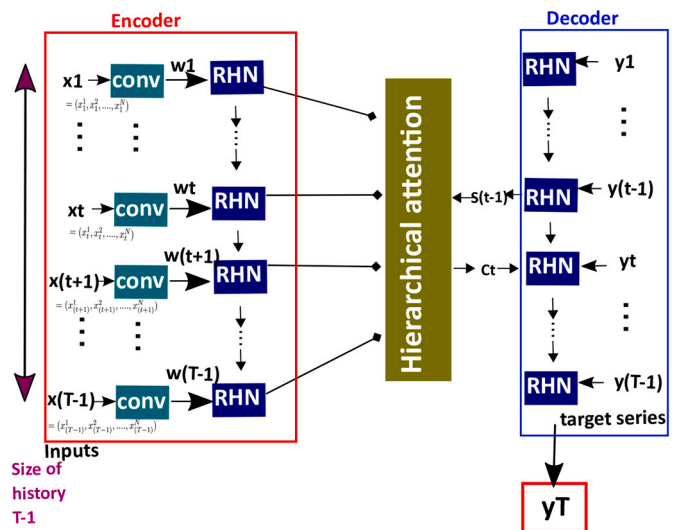 Encoder
Decoder
x1 conv w1 RHN
= (x_1^1, x_1^2, ...., x_1^N)
RHN y1
Hierarchical attention
xt conv wt RHN
= (x_t^1, x_t^2, ...., x_t^N)
S(t-1) RHN y(t-1)
x(t+1) conv w(t+1) RHN
= (x_{(t+1)}^1, x_{(t+1)}^2, ...., x_{(t+1)}^N)
Ct RHN yt
x(T-1) conv w(T-1) RHN
= (x_{(T-1)}^1, x_{(T-1)}^2, ...., x_{(T-1)}^N)
RHN y(T-1)
target series
Inputs
Size of
history
T-1
yT